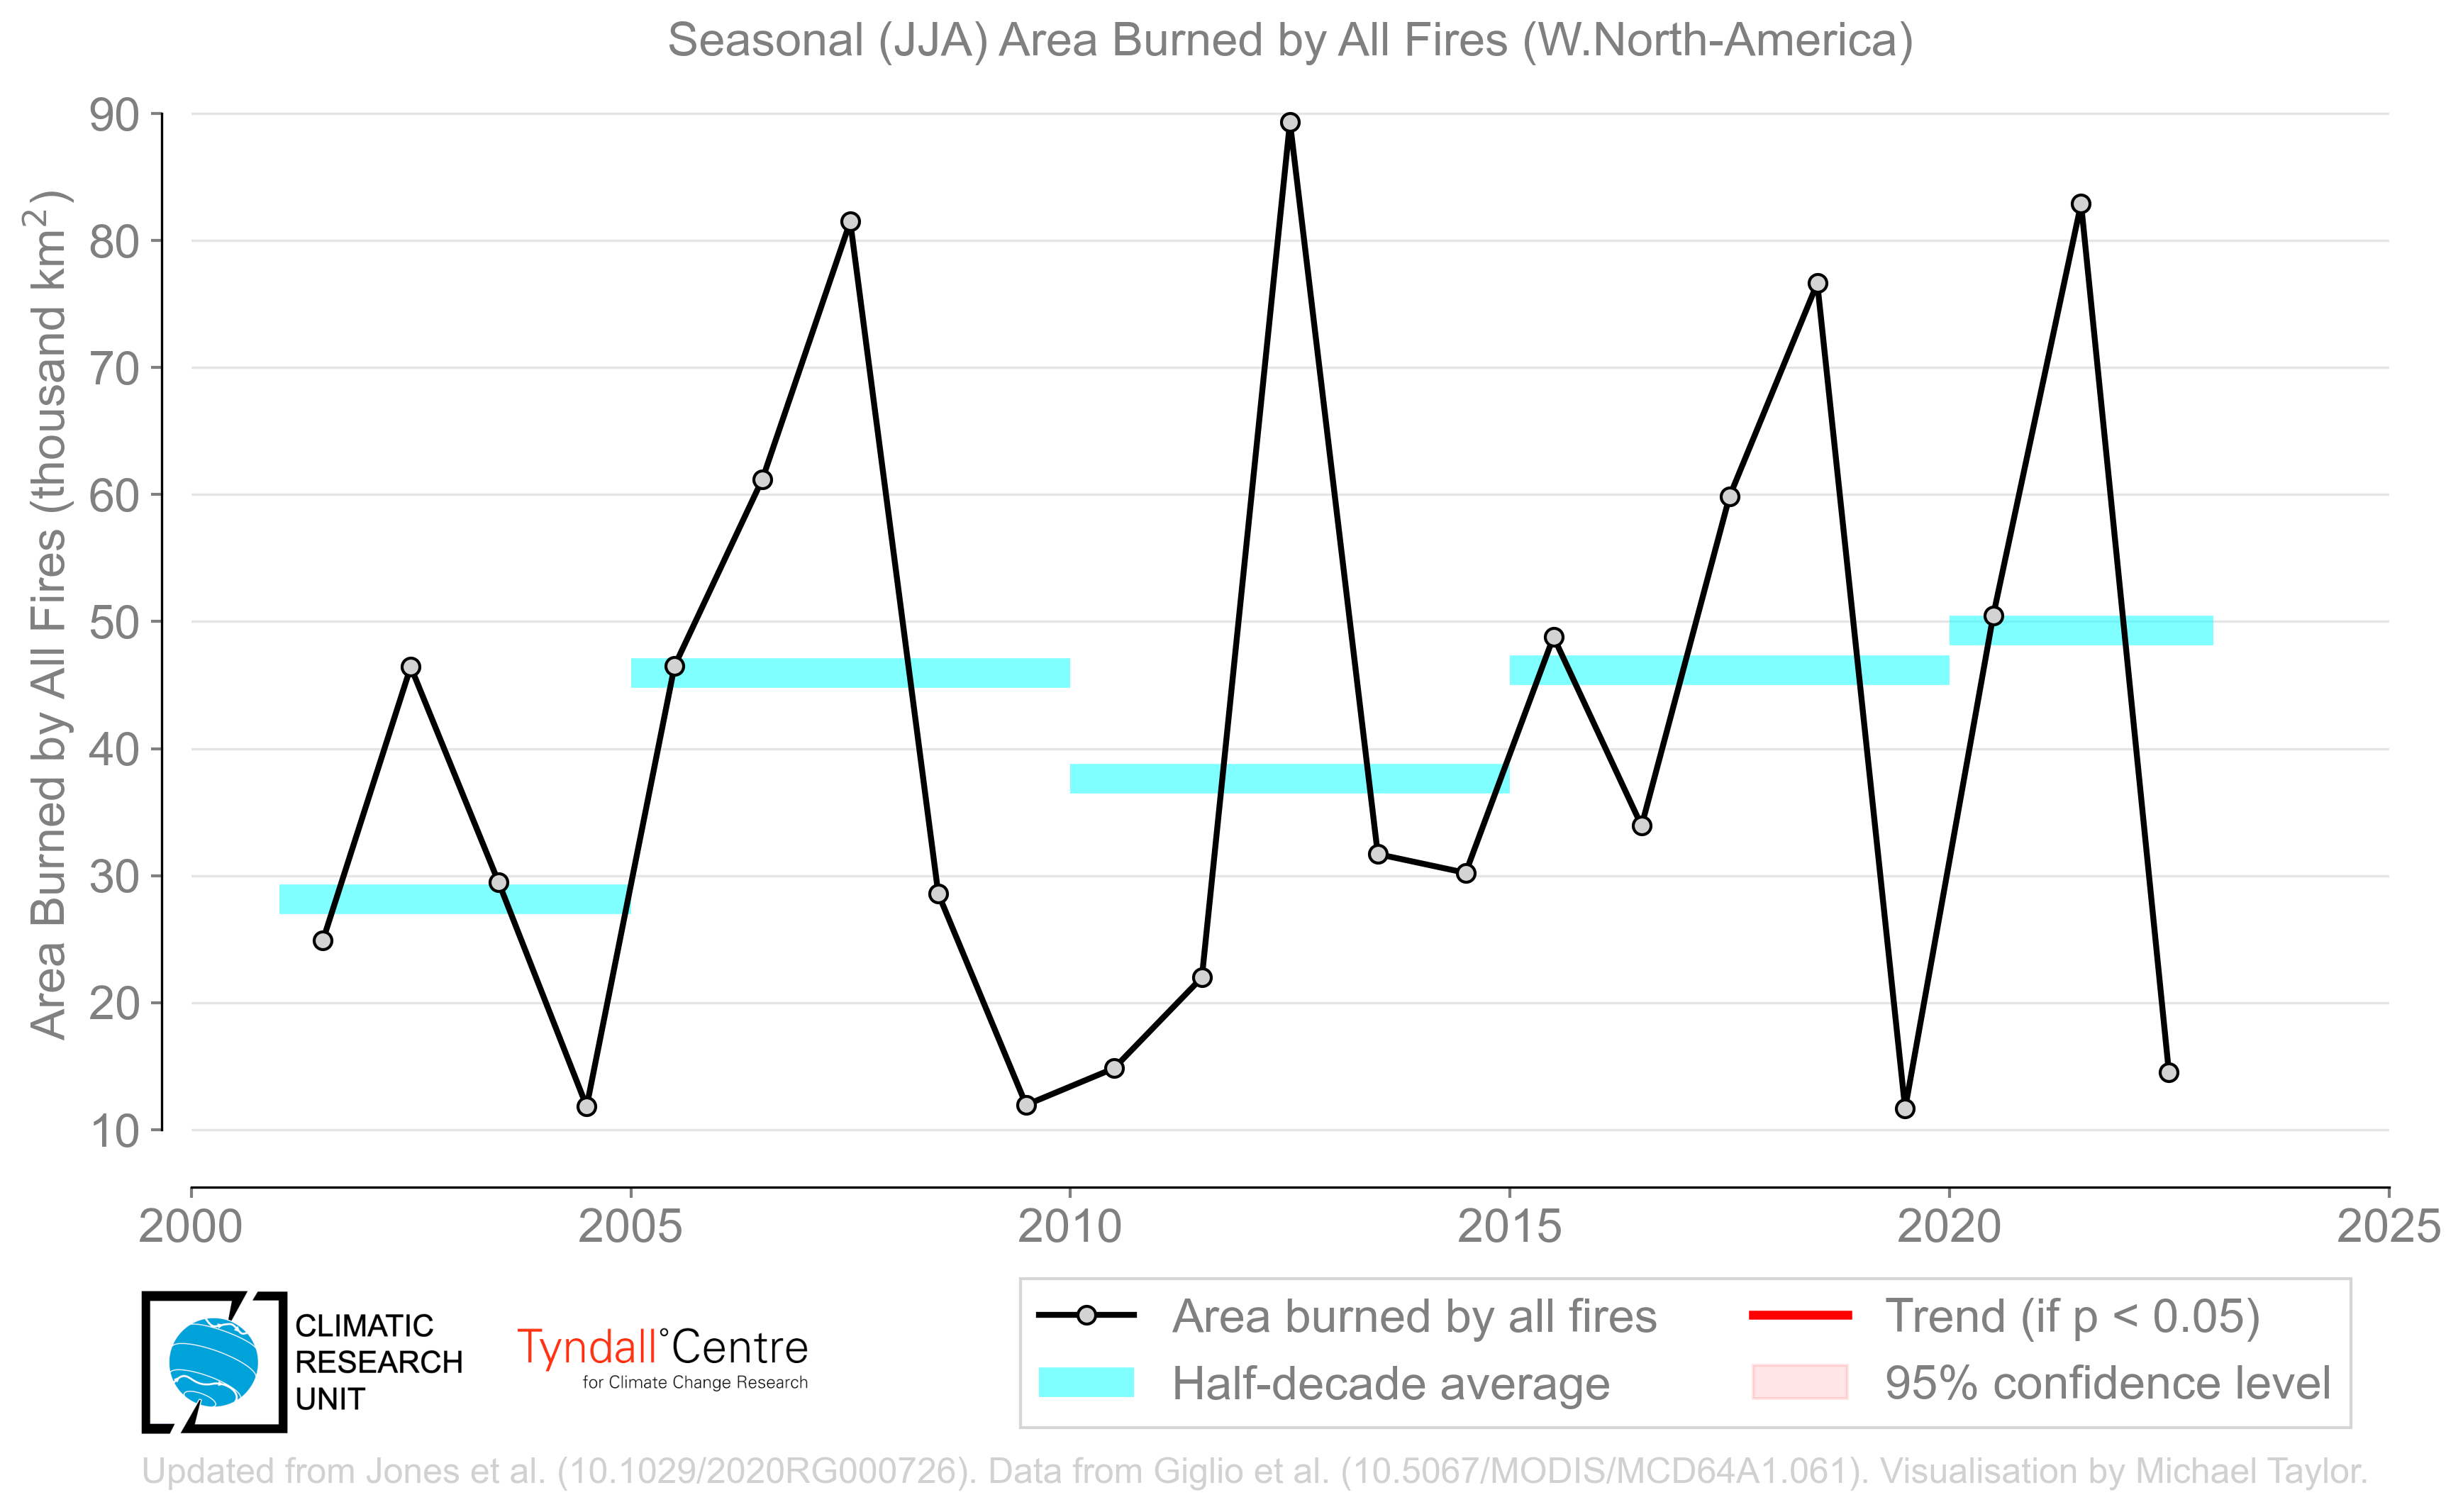 Seasonal (JJA) Area Burned by All Fires (W.North-America)
Area Burned by All Fires (thousand km²)
90
80
70
60
50
40
30
20
10
2000 2005 2010 2015 2020 2025
CLIMATIC
RESEARCH
UNIT
Tyndall°Centre
for Climate Change Research
Area burned by all fires
Half-decade average
Trend (if p < 0.05)
95% confidence level
Updated from Jones et al. (10.1029/2020RG000726). Data from Giglio et al. (10.5067/MODIS/MCD64A1.061). Visualisation by Michael Taylor.